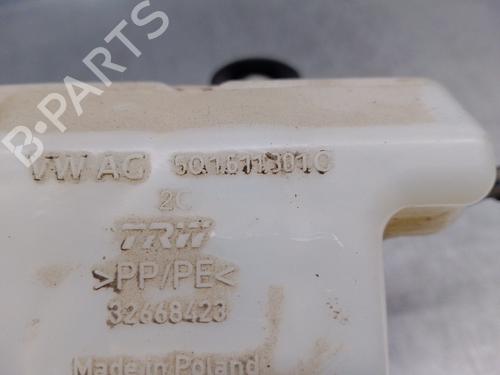 B-PARTS
VW AG 5Q1611301C
2C
TRW
>PP/PE<
32668423
Made in Poland